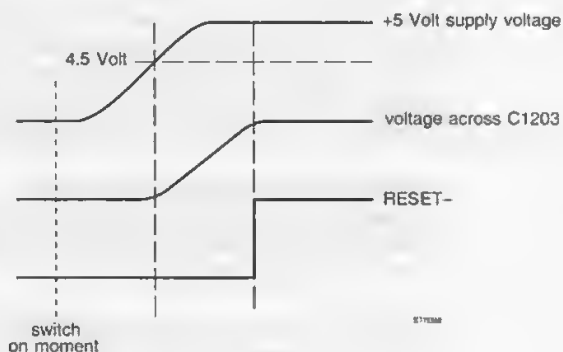 +5 Volt supply voltage
4.5 Volt
voltage across C1203
RESET–
switch
on moment